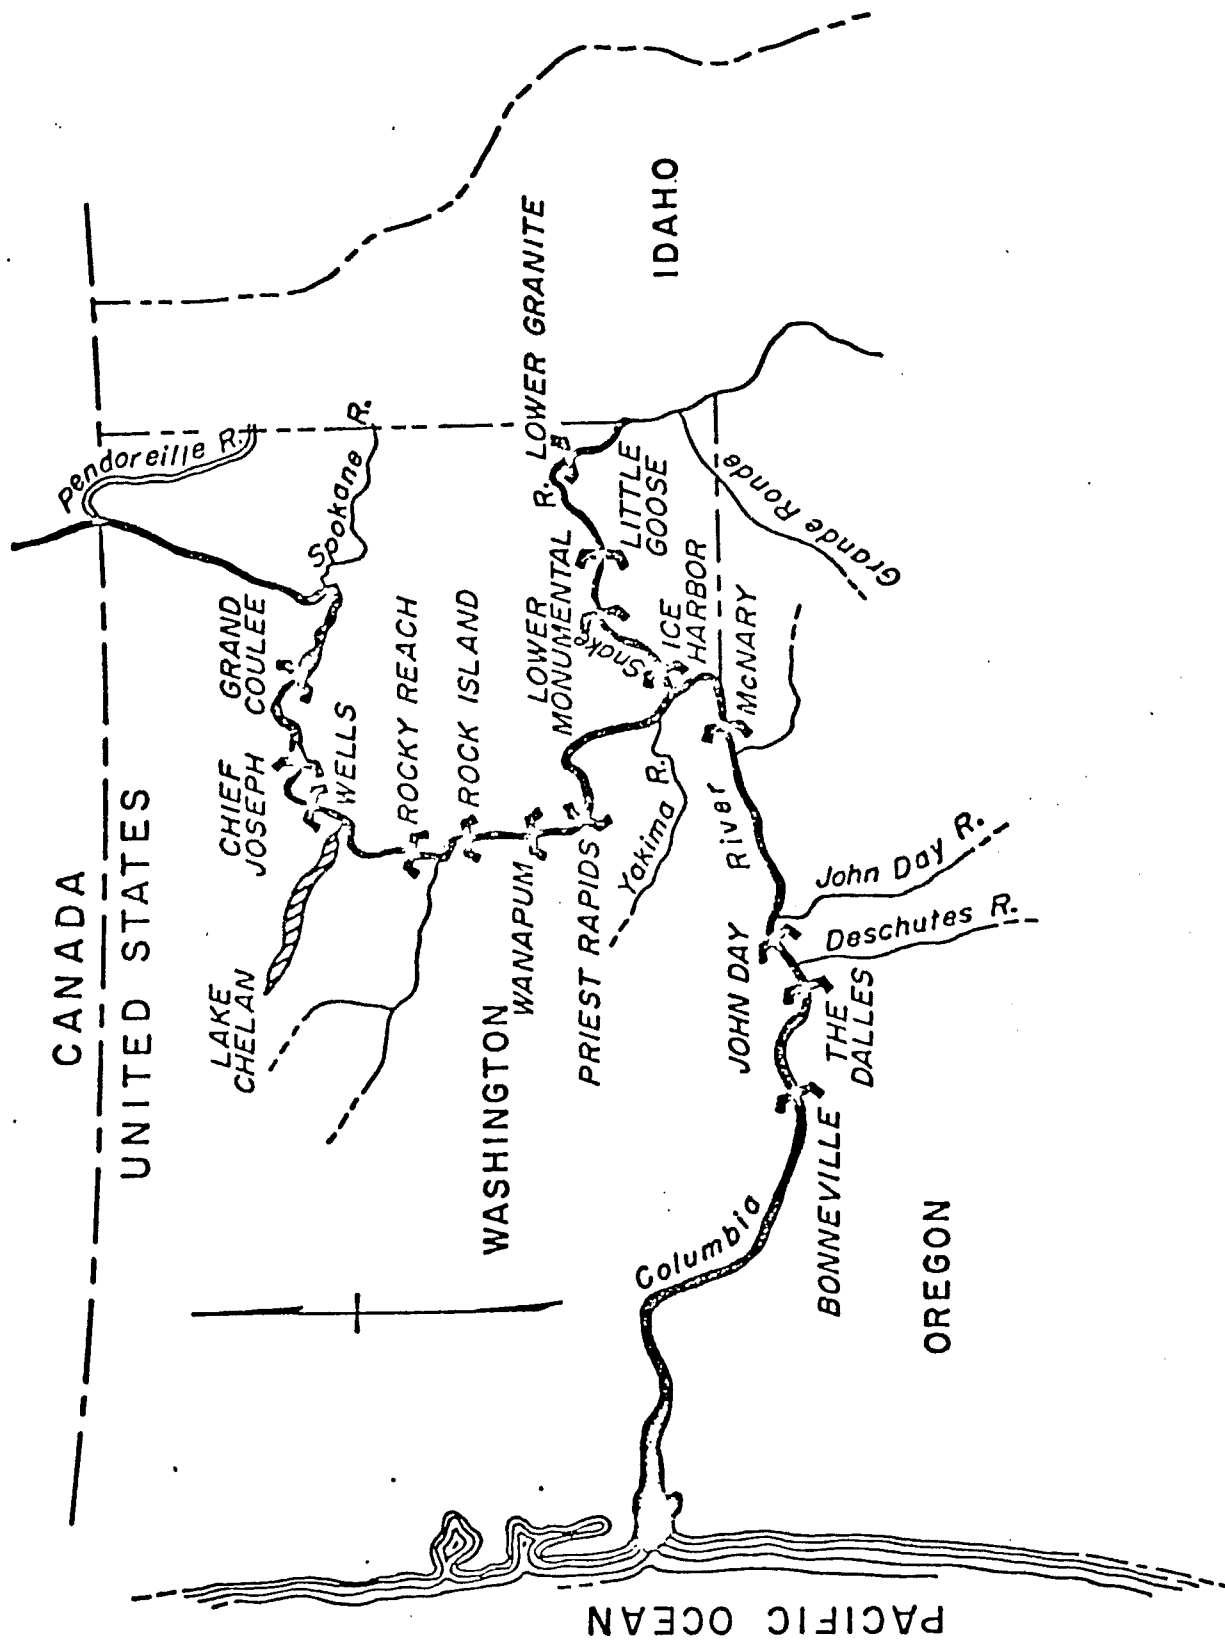 CANADA
UNITED STATES
Pendoreille R.
Spokane R.
GRAND
COULEE
CHIEF
JOSEPH
WELLS
LAKE
CHELAN
ROCKY REACH
ROCK ISLAND
WANAPUM
PRIEST RAPIDS
WASHINGTON
LOWER GRANITE
LITTLE
GOOSE
LOWER
MONUMENTAL
Snake R.
ICE
HARBOR
IDAHO
Grande Ronde
McNARY
Yakima R.
Columbia River
John Day R.
Deschutes R.
JOHN DAY
THE
DALLES
BONNEVILLE
OREGON
PACIFIC OCEAN